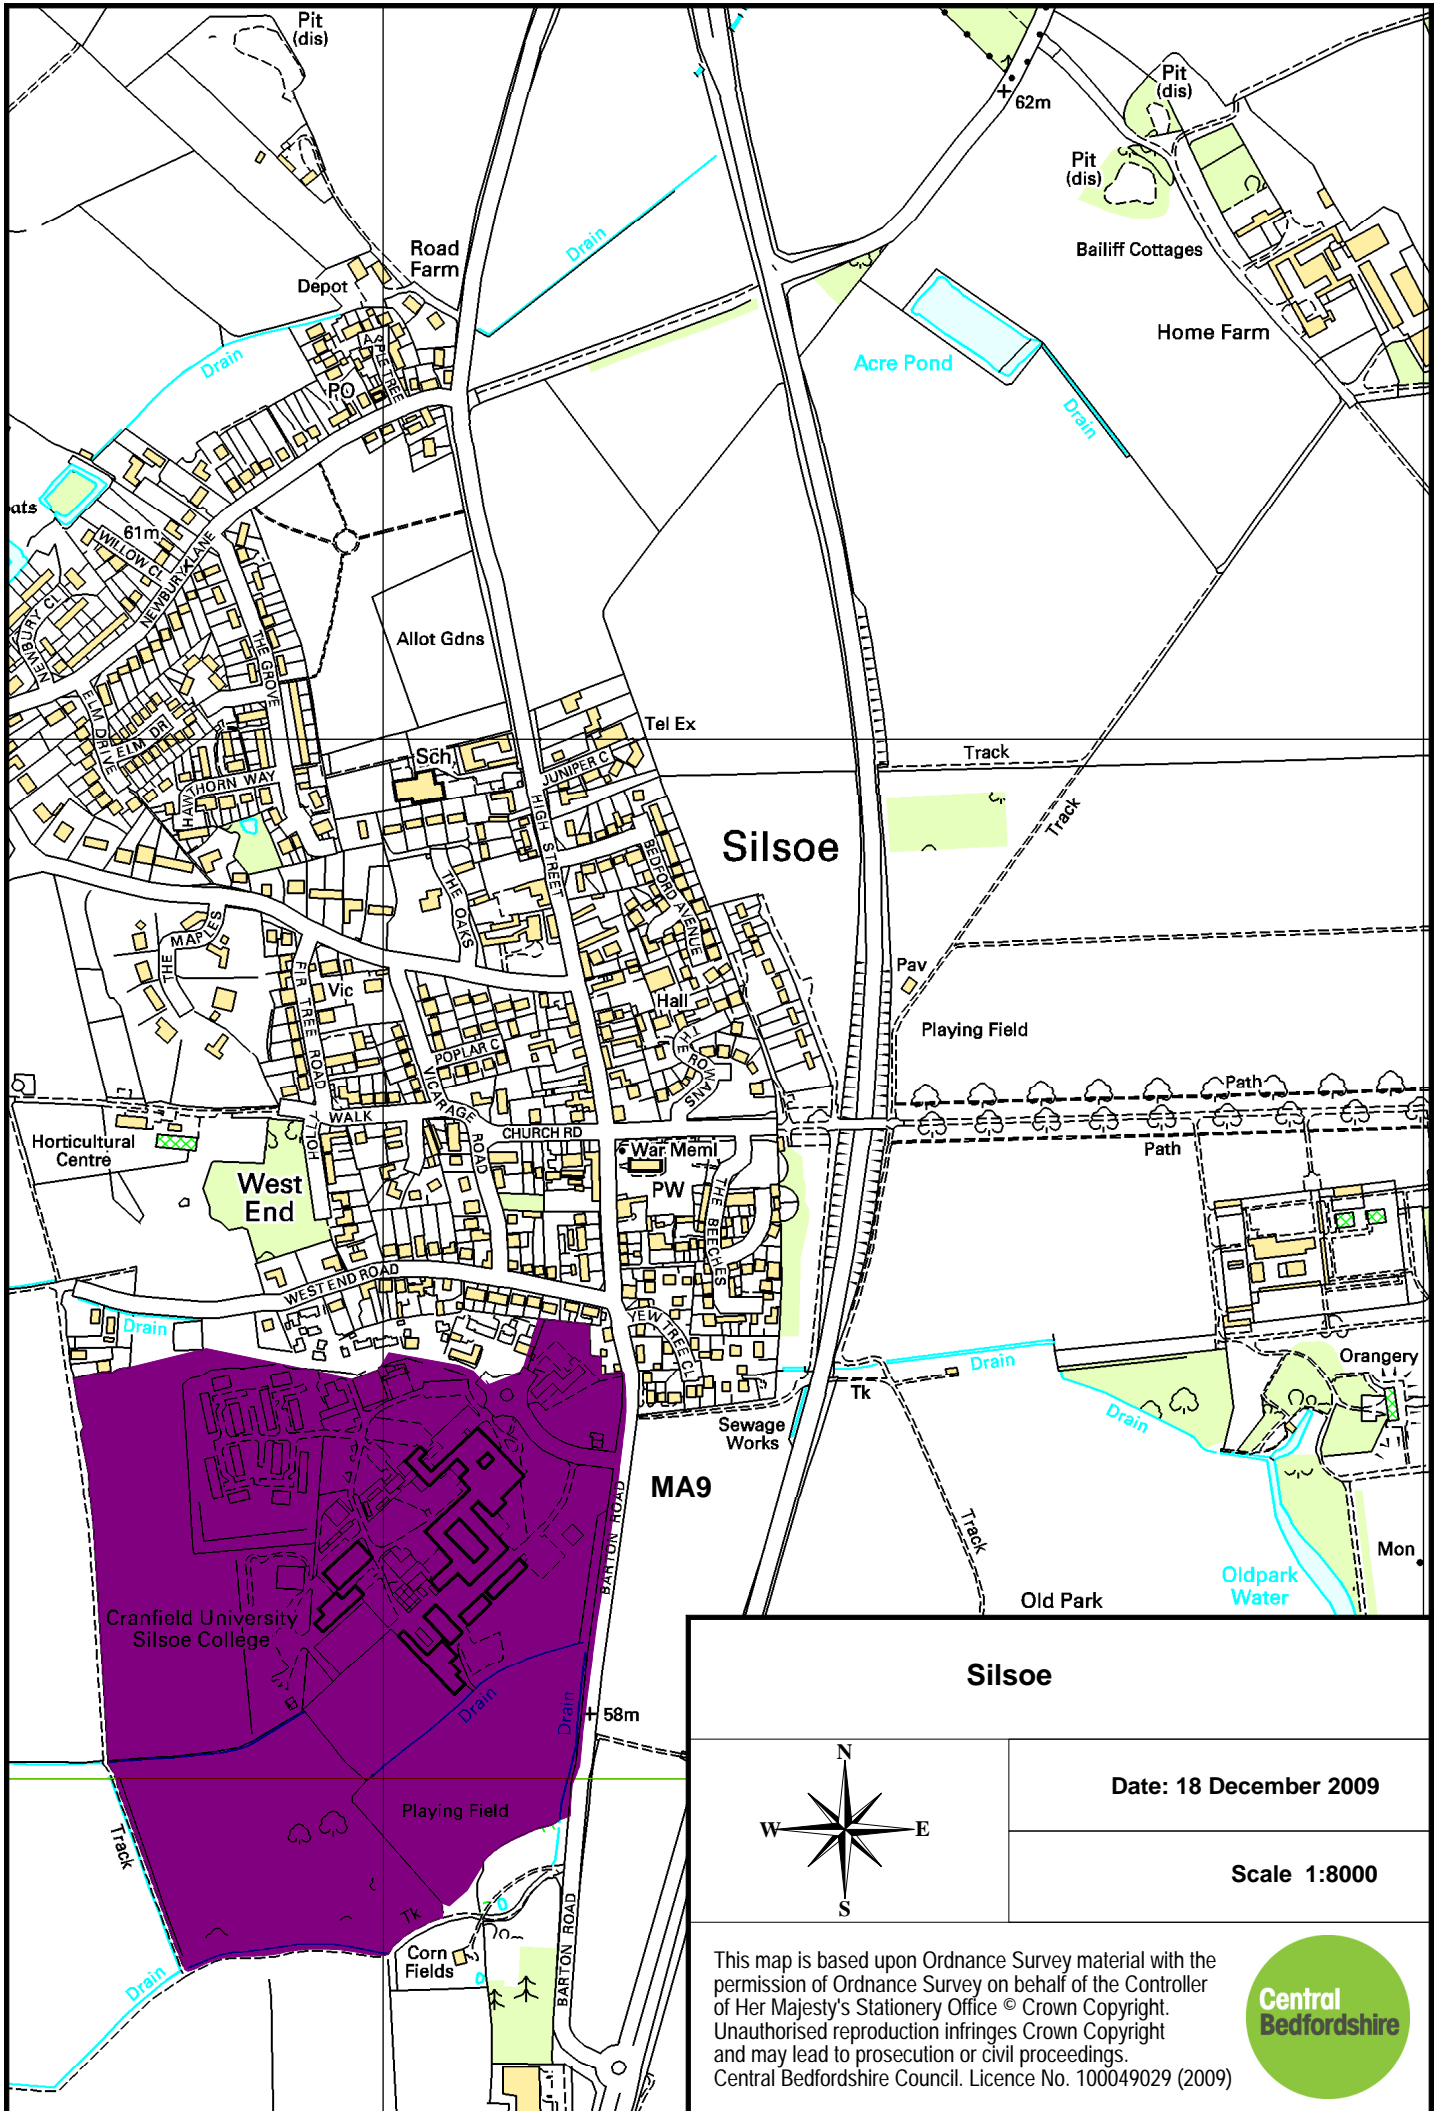 Pit
(dis)
62m
Pit
(dis)
Pit
(dis)
Bailiff Cottages
Home Farm
Road
Farm
Depot
Drain
Drain
Acre Pond
Drain
APPLE TREE
PO
61m
WILLOW CL
NEWBURY LANE
NEWBURY CL
THE GROVE
ELM DRIVE
ELM DR
HAWTHORN WAY
Allot Gdns
Tel Ex
Sch
JUNIPER C
HIGH STREET
Track
Track
Silsoe
BEDFORD AVENUE
THE OAKS
THE MAPLES
FIR TREE ROAD
Vic
Hall
Pav
Playing Field
THE ROWANS
POPLAR C
VICARAGE ROAD
WALK
CHURCH RD
Path
Path
Horticultural
Centre
War Meml
PW
THE BEECHES
West
End
WEST END ROAD
Drain
YEW TREE CL
Drain
Tk
Sewage
Works
Orangery
Drain
MA9
BARTON ROAD
Track
Mon
Oldpark
Water
Old Park
Cranfield University
Silsoe College
Drain
Drain
58m
Playing Field
Track
Tk
Corn
Fields
Drain
BARTON ROAD
Silsoe
N
W
E
S
Date: 18 December 2009
Scale 1:8000
This map is based upon Ordnance Survey material with the
permission of Ordnance Survey on behalf of the Controller
of Her Majesty's Stationery Office © Crown Copyright.
Unauthorised reproduction infringes Crown Copyright
and may lead to prosecution or civil proceedings.
Central Bedfordshire Council. Licence No. 100049029 (2009)
Central
Bedfordshire